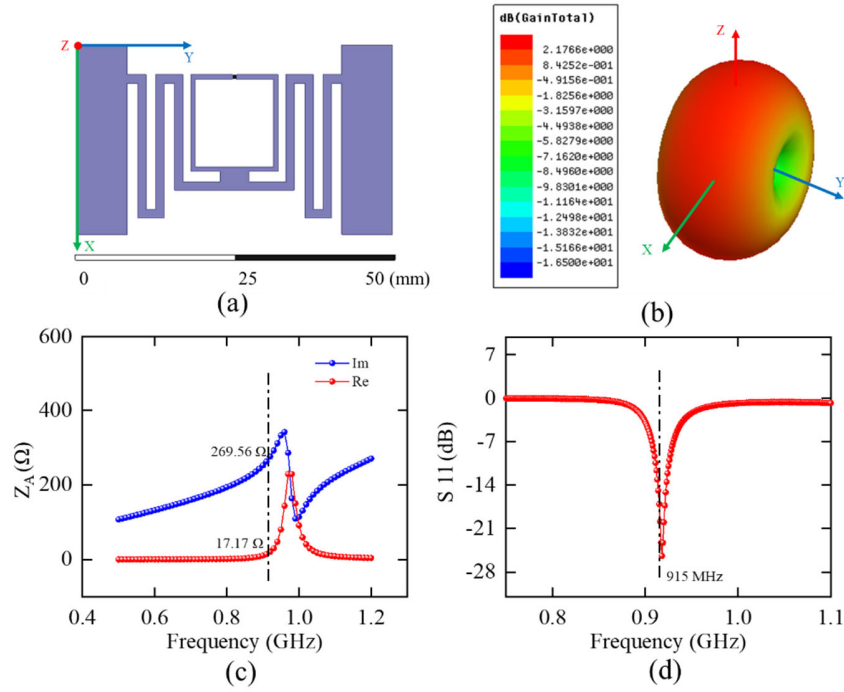 Z
Y
X
0
25
50 (mm)
(a)
dB(GainTotal)
2.1766e+000
8.4252e-001
-4.9156e-001
-1.8256e+000
-3.1597e+000
-4.4938e+000
-5.8279e+000
-7.1620e+000
-8.4960e+000
-9.8301e+000
-1.1164e+001
-1.2498e+001
-1.3832e+001
-1.5166e+001
-1.6500e+001
Z
Y
X
(b)
600
400
200
0
Z_A (Ω)
Im
Re
269.56 Ω
17.17 Ω
0.4 0.6 0.8 1.0 1.2
Frequency (GHz)
(c)
7
0
-7
-14
-21
-28
S 11 (dB)
915 MHz
0.8 0.9 1.0 1.1
Frequency (GHz)
(d)